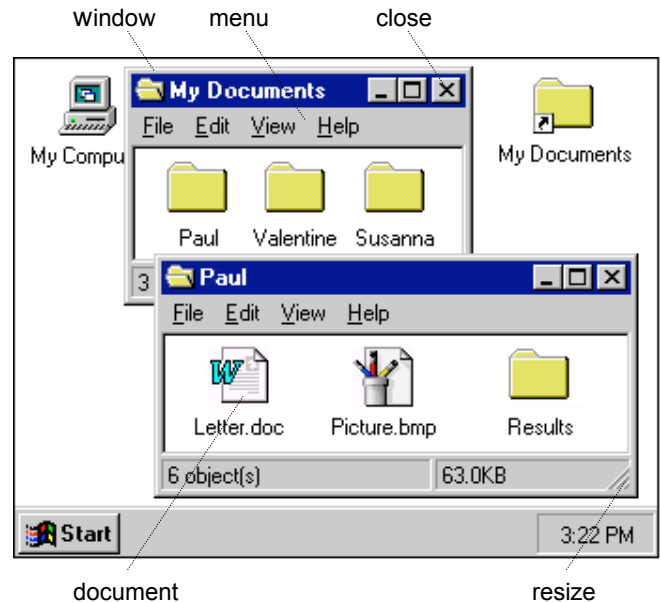 window menu close
My Documents
File Edit View Help
My Compu
My Documents
Paul Valentine Susanna
3
Paul
File Edit View Help
W
Letter.doc Picture.bmp Results
6 object(s) 63.0KB
Start 3:22 PM
document resize